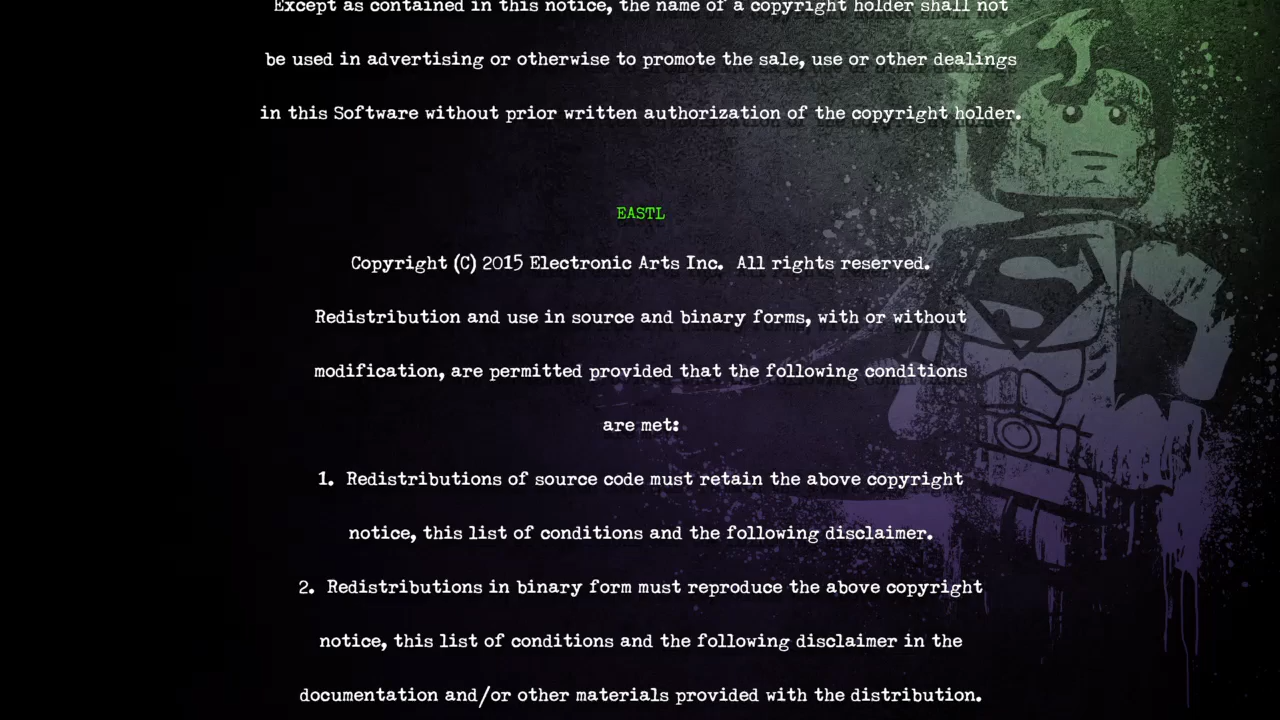 Except as contained in this notice, the name of a copyright holder shall not
be used in advertising or otherwise to promote the sale, use or other dealings
in this Software without prior written authorization of the copyright holder.
EASTL
Copyright (C) 2015 Electronic Arts Inc.  All rights reserved.
Redistribution and use in source and binary forms, with or without
modification, are permitted provided that the following conditions
are met:
1.  Redistributions of source code must retain the above copyright
notice, this list of conditions and the following disclaimer.
2.  Redistributions in binary form must reproduce the above copyright
notice, this list of conditions and the following disclaimer in the
documentation and/or other materials provided with the distribution.